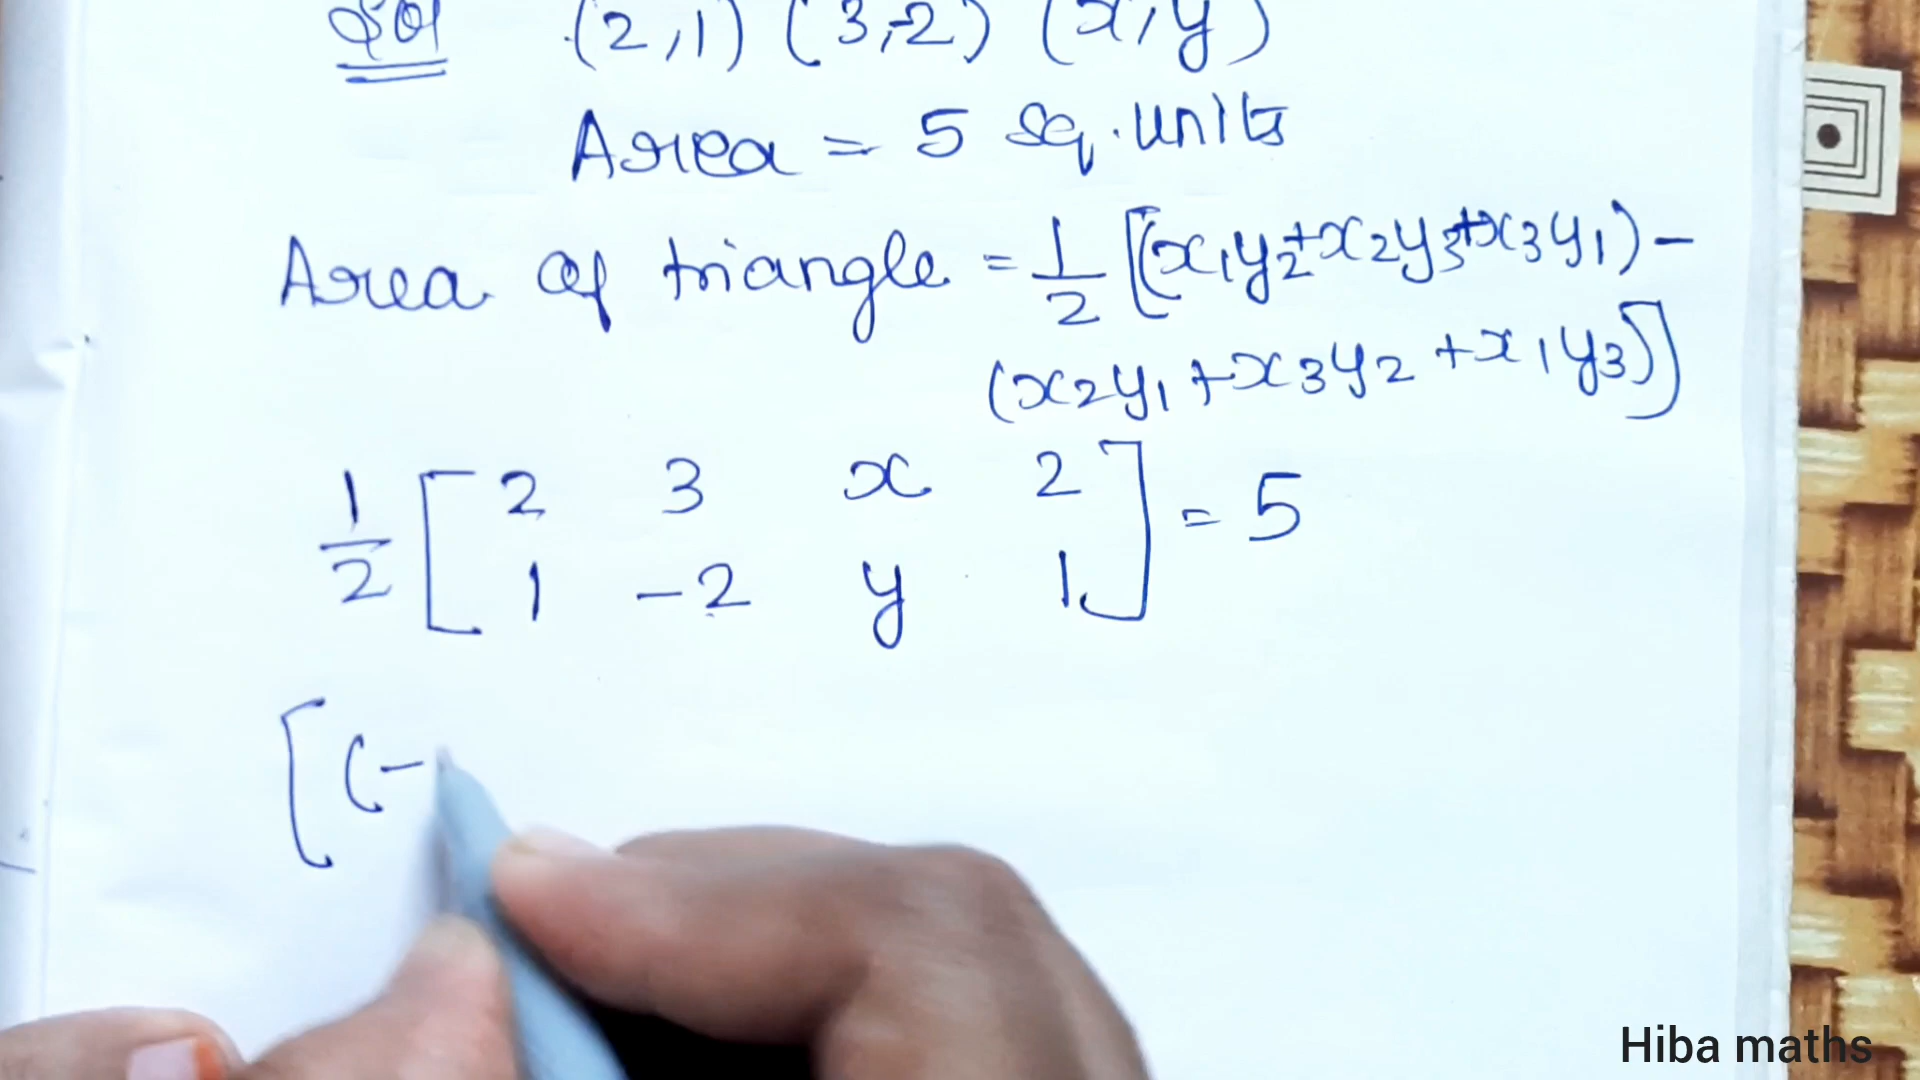 Sol (2,1) (3,-2) (x,y)
Area = 5 sq.units
Area of triangle = 1/2 [(x₁y₂+x₂y₃+x₃y₁) -
(x₂y₁+x₃y₂+x₁y₃)]
1/2 [2 3 x 2
1 -2 y 1] = 5
[(-
Hiba maths